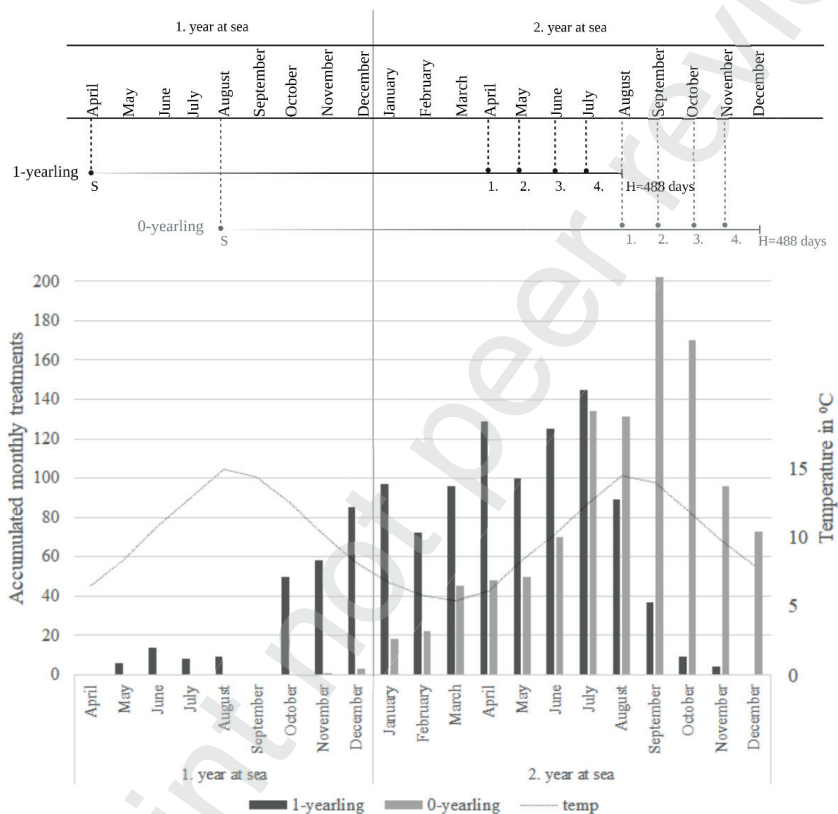 1. year at sea 2. year at sea
April May June July August September October November December January February March April May June July August September October November December
1-yearling
S 1. 2. 3. 4. H=488 days
0-yearling
S 1. 2. 3. 4. H=488 days
Accumulated monthly treatments
200
180
160
140
120
100
80
60
40
20
0
15
10
5
0
Temperature in ºC
April May June July August September October November December January February March April May June July August September October November December
1. year at sea 2. year at sea
1-yearling 0-yearling temp
int not peer review